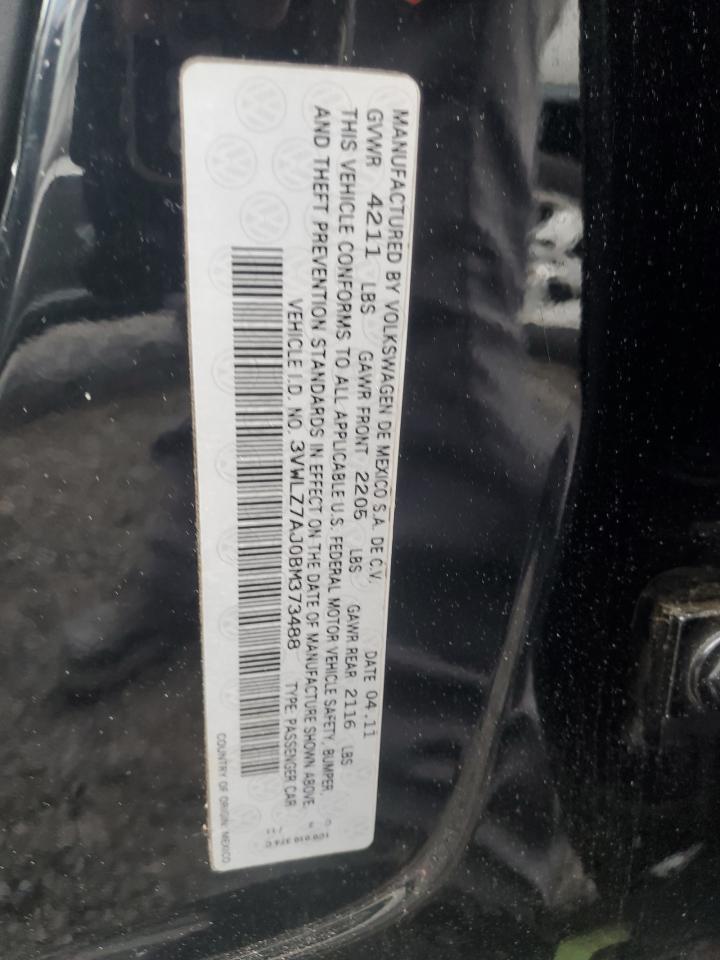 MANUFACTURED BY VOLKSWAGEN DE MEXICO S.A. DE C.V. DATE 04.11
GVWR 4211 LBS GAWR FRONT 2205 LBS GAWR REAR 2116 LBS
THIS VEHICLE CONFORMS TO ALL APPLICABLE U.S. FEDERAL MOTOR VEHICLE SAFETY, BUMPER,
AND THEFT PREVENTION STANDARDS IN EFFECT ON THE DATE OF MANUFACTURE SHOWN ABOVE.
VEHICLE I.D. NO. 3VWLZ7AJ0BM373488 TYPE: PASSENGER CAR
COUNTRY OF ORIGIN: MEXICO